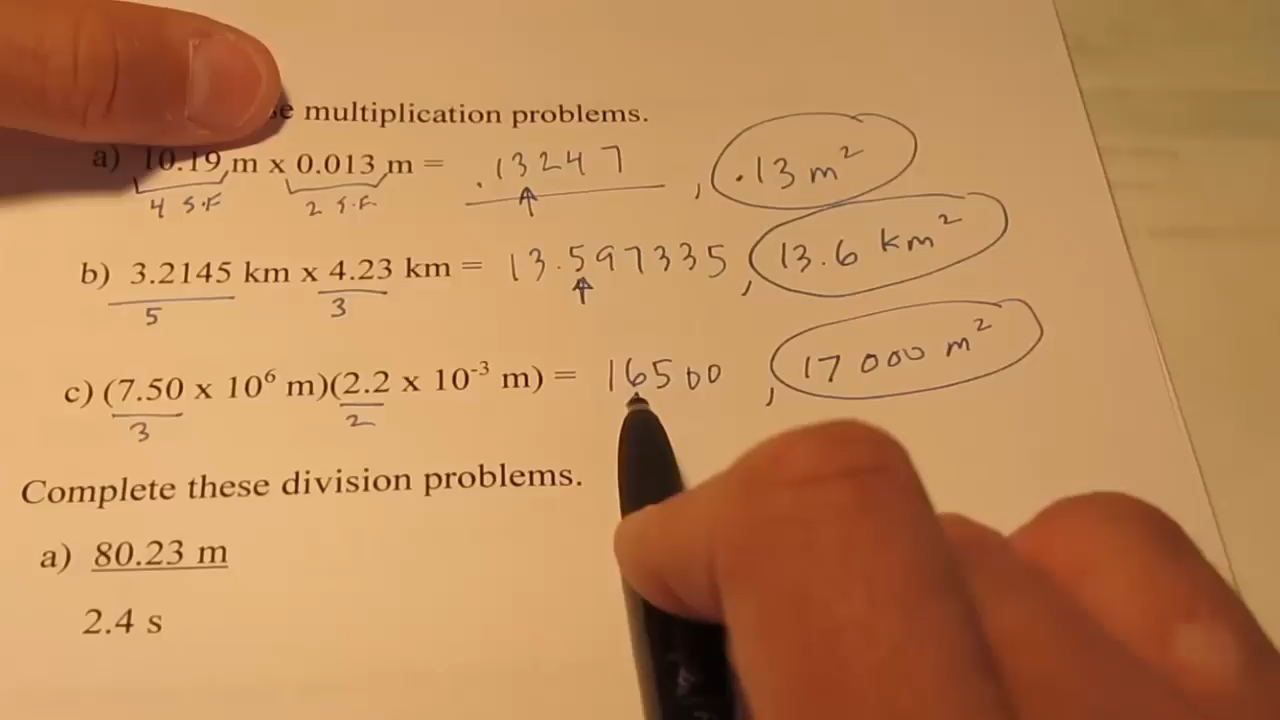 e multiplication problems.
a) 10.19 m x 0.013 m = .13247 , .13 m²
4 S.F 2 S.F.
b) 3.2145 km x 4.23 km = 13.597335 , 13.6 km²
5 3
c) (7.50 x 10⁶ m)(2.2 x 10⁻³ m) = 16500 , 17 000 m²
3 2
Complete these division problems.
a) 80.23 m
2.4 s